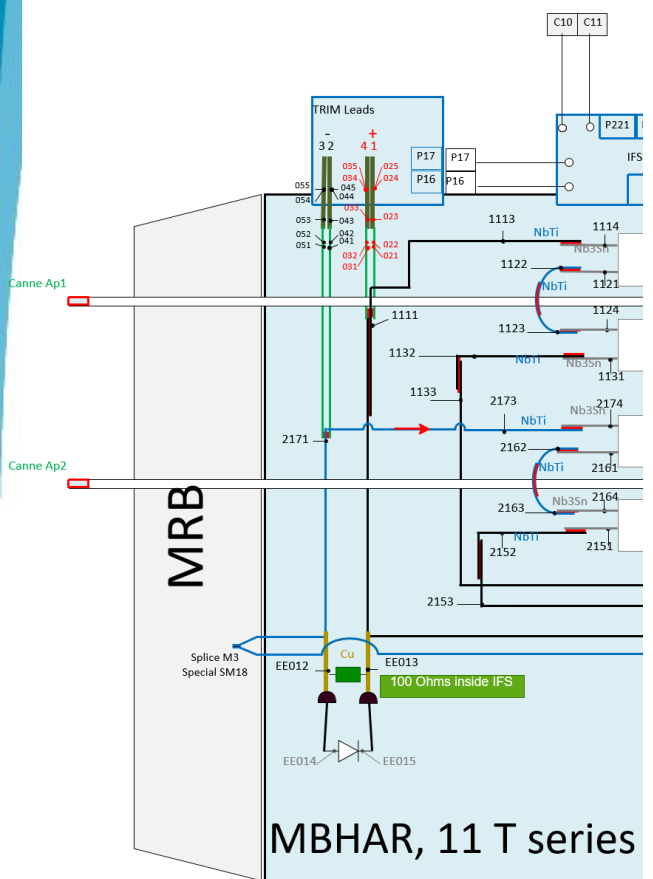 C10 C11
TRIM Leads
- +
3 2 4 1
P221
IFS
P17 P17
P16 P16
035 025
034 024
055 045
054 044
033 023
053 043
052 042
051 041
032 022
031 021
1113
NbTi
1114
Nb3Sn
1122
NbTi
1121
Canne Ap1
1124
1111
1123
1132
NbTi
Nb3Sn
1131
1133
2173
Nb3Sn
2174
NbTi
2171
2162
Canne Ap2
NbTi
2161
Nb3Sn
2164
2163
NbTi
2152
2151
MRB
2153
Splice M3
Special SM18
Cu
EE012
EE013
100 Ohms inside IFS
EE014
EE015
MBHAR, 11 T series